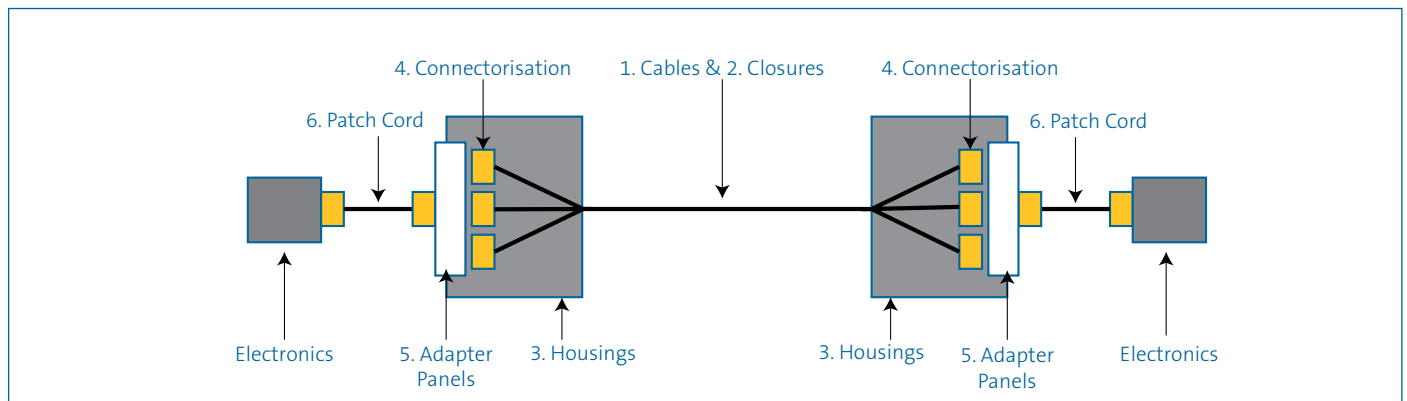 4. Connectorisation
1. Cables & 2. Closures
4. Connectorisation
6. Patch Cord
6. Patch Cord
Electronics
5. Adapter
Panels
3. Housings
3. Housings
5. Adapter
Panels
Electronics